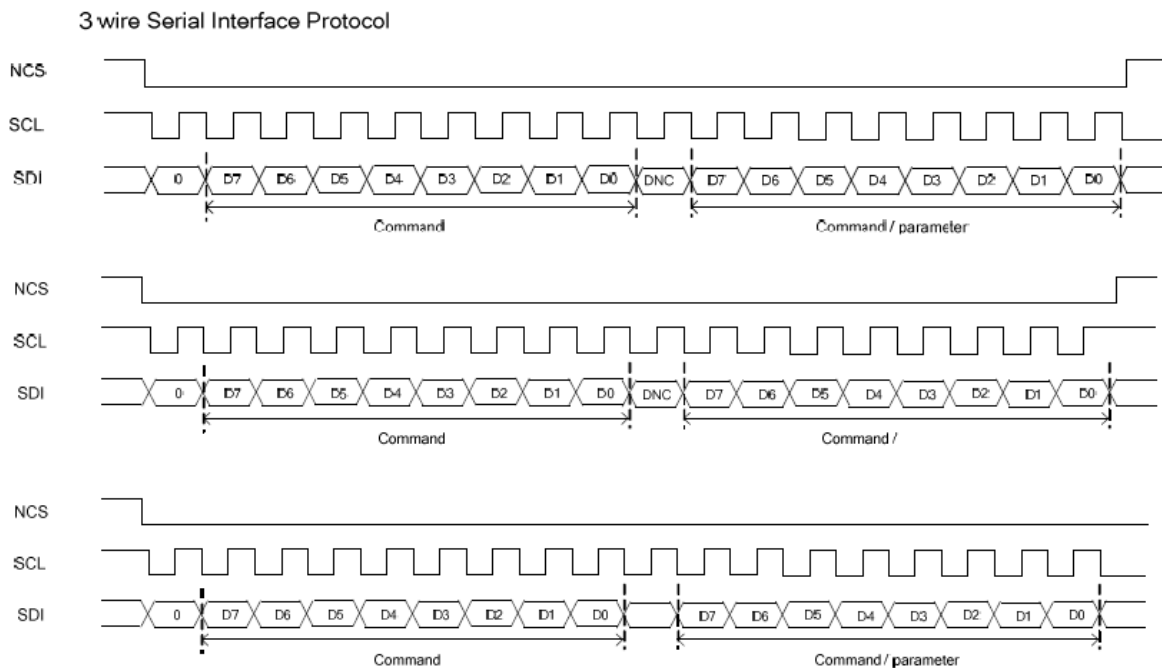 3 wire Serial Interface Protocol
NCS
SCL
SDI
0 D7 D6 D5 D4 D3 D2 D1 D0 DNC D7 D6 D5 D4 D3 D2 D1 D0
Command Command / parameter
NCS
SCL
SDI
0 D7 D6 D5 D4 D3 D2 D1 D0 DNC D7 D6 D5 D4 D3 D2 D1 D0
Command Command /
NCS
SCL
SDI
0 D7 D6 D5 D4 D3 D2 D1 D0 D7 D6 D5 D4 D3 D2 D1 D0
Command Command / parameter